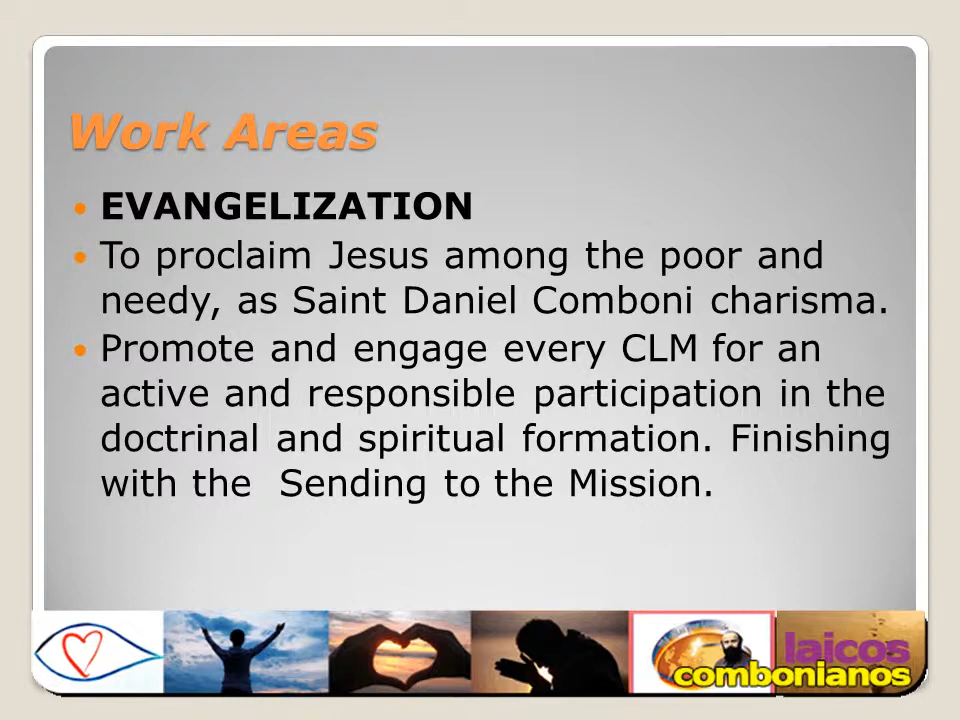 Work Areas
EVANGELIZATION
To proclaim Jesus among the poor and
needy, as Saint Daniel Comboni charisma.
Promote and engage every CLM for an
active and responsible participation in the
doctrinal and spiritual formation. Finishing
with the  Sending to the Mission.
laicos
combonianos